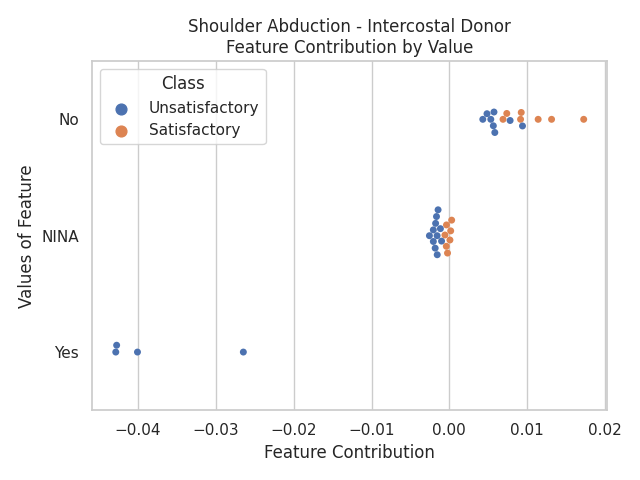 Shoulder Abduction - Intercostal Donor
Feature Contribution by Value
Class
Unsatisfactory
Satisfactory
Values of Feature
No
NINA
Yes
−0.04 −0.03 −0.02 −0.01 0.00 0.01 0.02
Feature Contribution